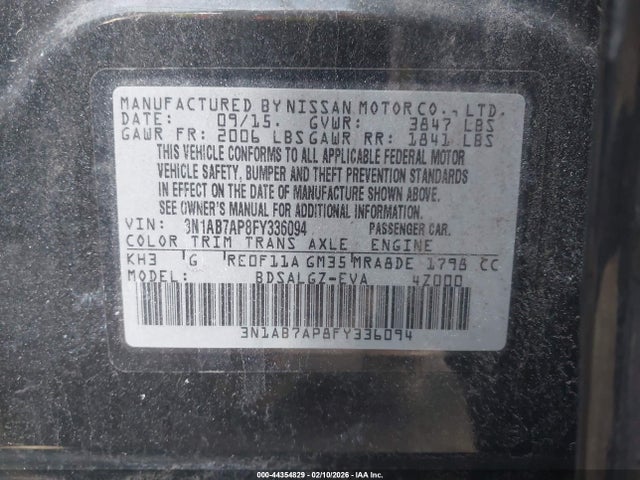 MANUFACTURED BY NISSAN MOTOR CO., LTD.
DATE: 09/15. GVWR: 3847 LBS
GAWR FR: 2006 LBS GAWR RR: 1841 LBS
THIS VEHICLE CONFORMS TO ALL APPLICABLE FEDERAL MOTOR
VEHICLE SAFETY, BUMPER AND THEFT PREVENTION STANDARDS
IN EFFECT ON THE DATE OF MANUFACTURE SHOWN ABOVE.
SEE OWNER'S MANUAL FOR ADDITIONAL INFORMATION.
VIN: 3N1AB7AP8FY336094 PASSENGER CAR.
COLOR TRIM TRANS AXLE ENGINE
KH3 G RE0F11A GM35 MRA8DE 1798 CC
MODEL: BDSALGZ-EVA 4Z000
3N1AB7AP8FY336094
000-44354829 - 02/10/2026 - IAA, Inc.